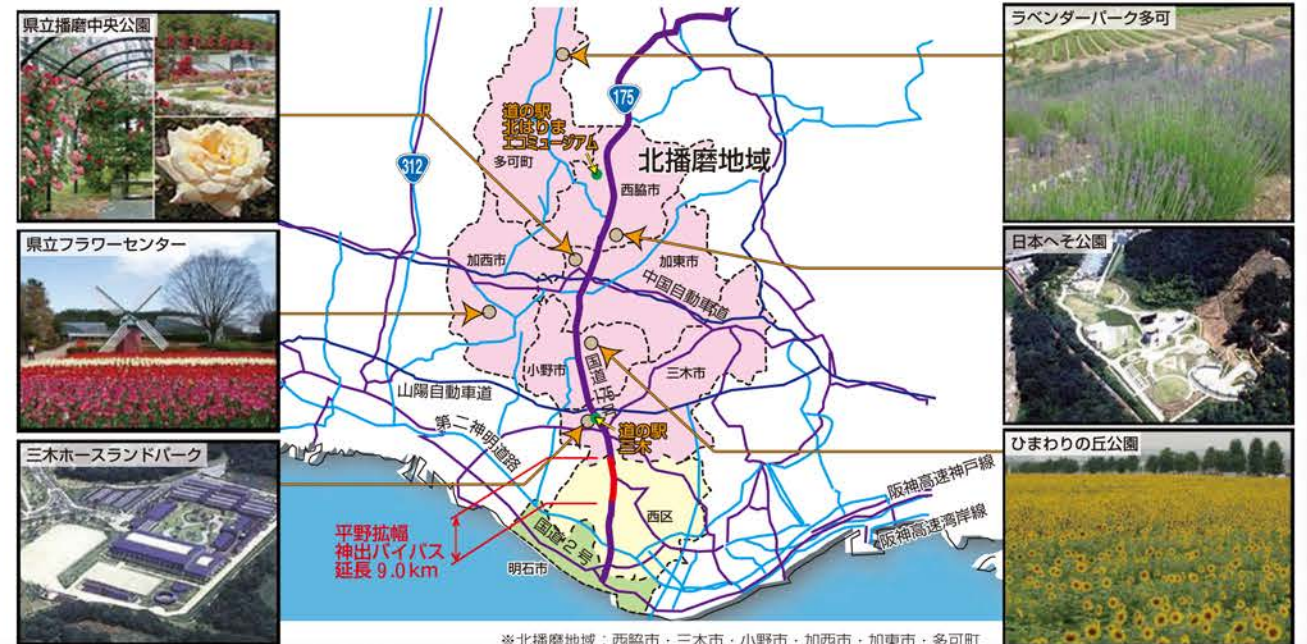 県立播磨中央公園
県立フラワーセンター
三木ホースランドパーク
ラベンダーパーク多可
日本へそ公園
ひまわりの丘公園
175
312
道の駅
北はりま
エコミュージアム
多可町
北播磨地域
西脇市
加西市
加東市
中国自動車道
小野市
三木市
山陽自動車道
第二神明道路
道の駅
三木
平野拡幅
神出バイパス
延長 9.0km
国道2号
明石市
西区
阪神高速神戸線
阪神高速湾岸線
※北播磨地域:西脇市・三木市・小野市・加西市・加東市・多可町